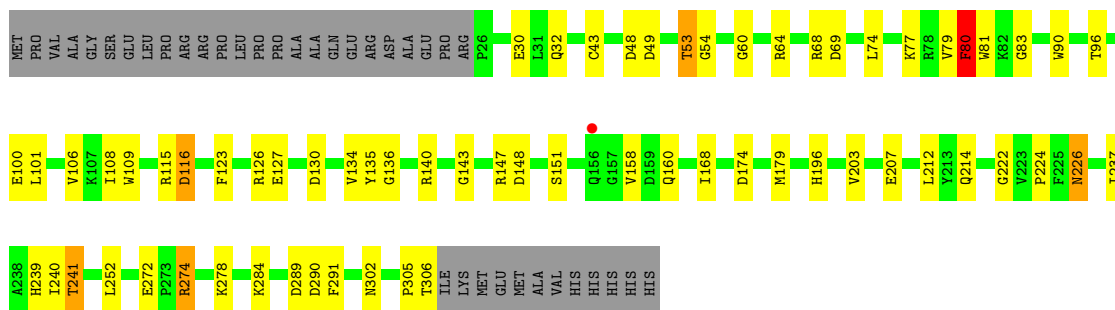 MET PRO VAL ALA GLY SER GLU LEU PRO ARG ARG PRO LEU PRO PRO ALA ALA GLN GLU ARG ASP ALA GLU PRO ARG P26 E30 L31 Q32 C43 D48 D49 T53 G54 G60 R64 R68 D69 L74 K77 R78 V79 F80 W81 K82 G83 W90 T96
E100 L101 V106 K107 I108 W109 R115 D116 F123 R126 E127 D130 V134 Y135 G136 R140 G143 R147 D148 S151 Q156 G157 V158 D159 Q160 I168 D174 M179 H196 V203 E207 L212 Y213 Q214 G222 V223 P224 F225 N226 I237
A238 H239 I240 T241 L252 E272 P273 R274 K278 K284 D289 D290 F291 N302 P305 T306 ILE LYS MET GLU MET ALA VAL HIS HIS HIS HIS HIS HIS